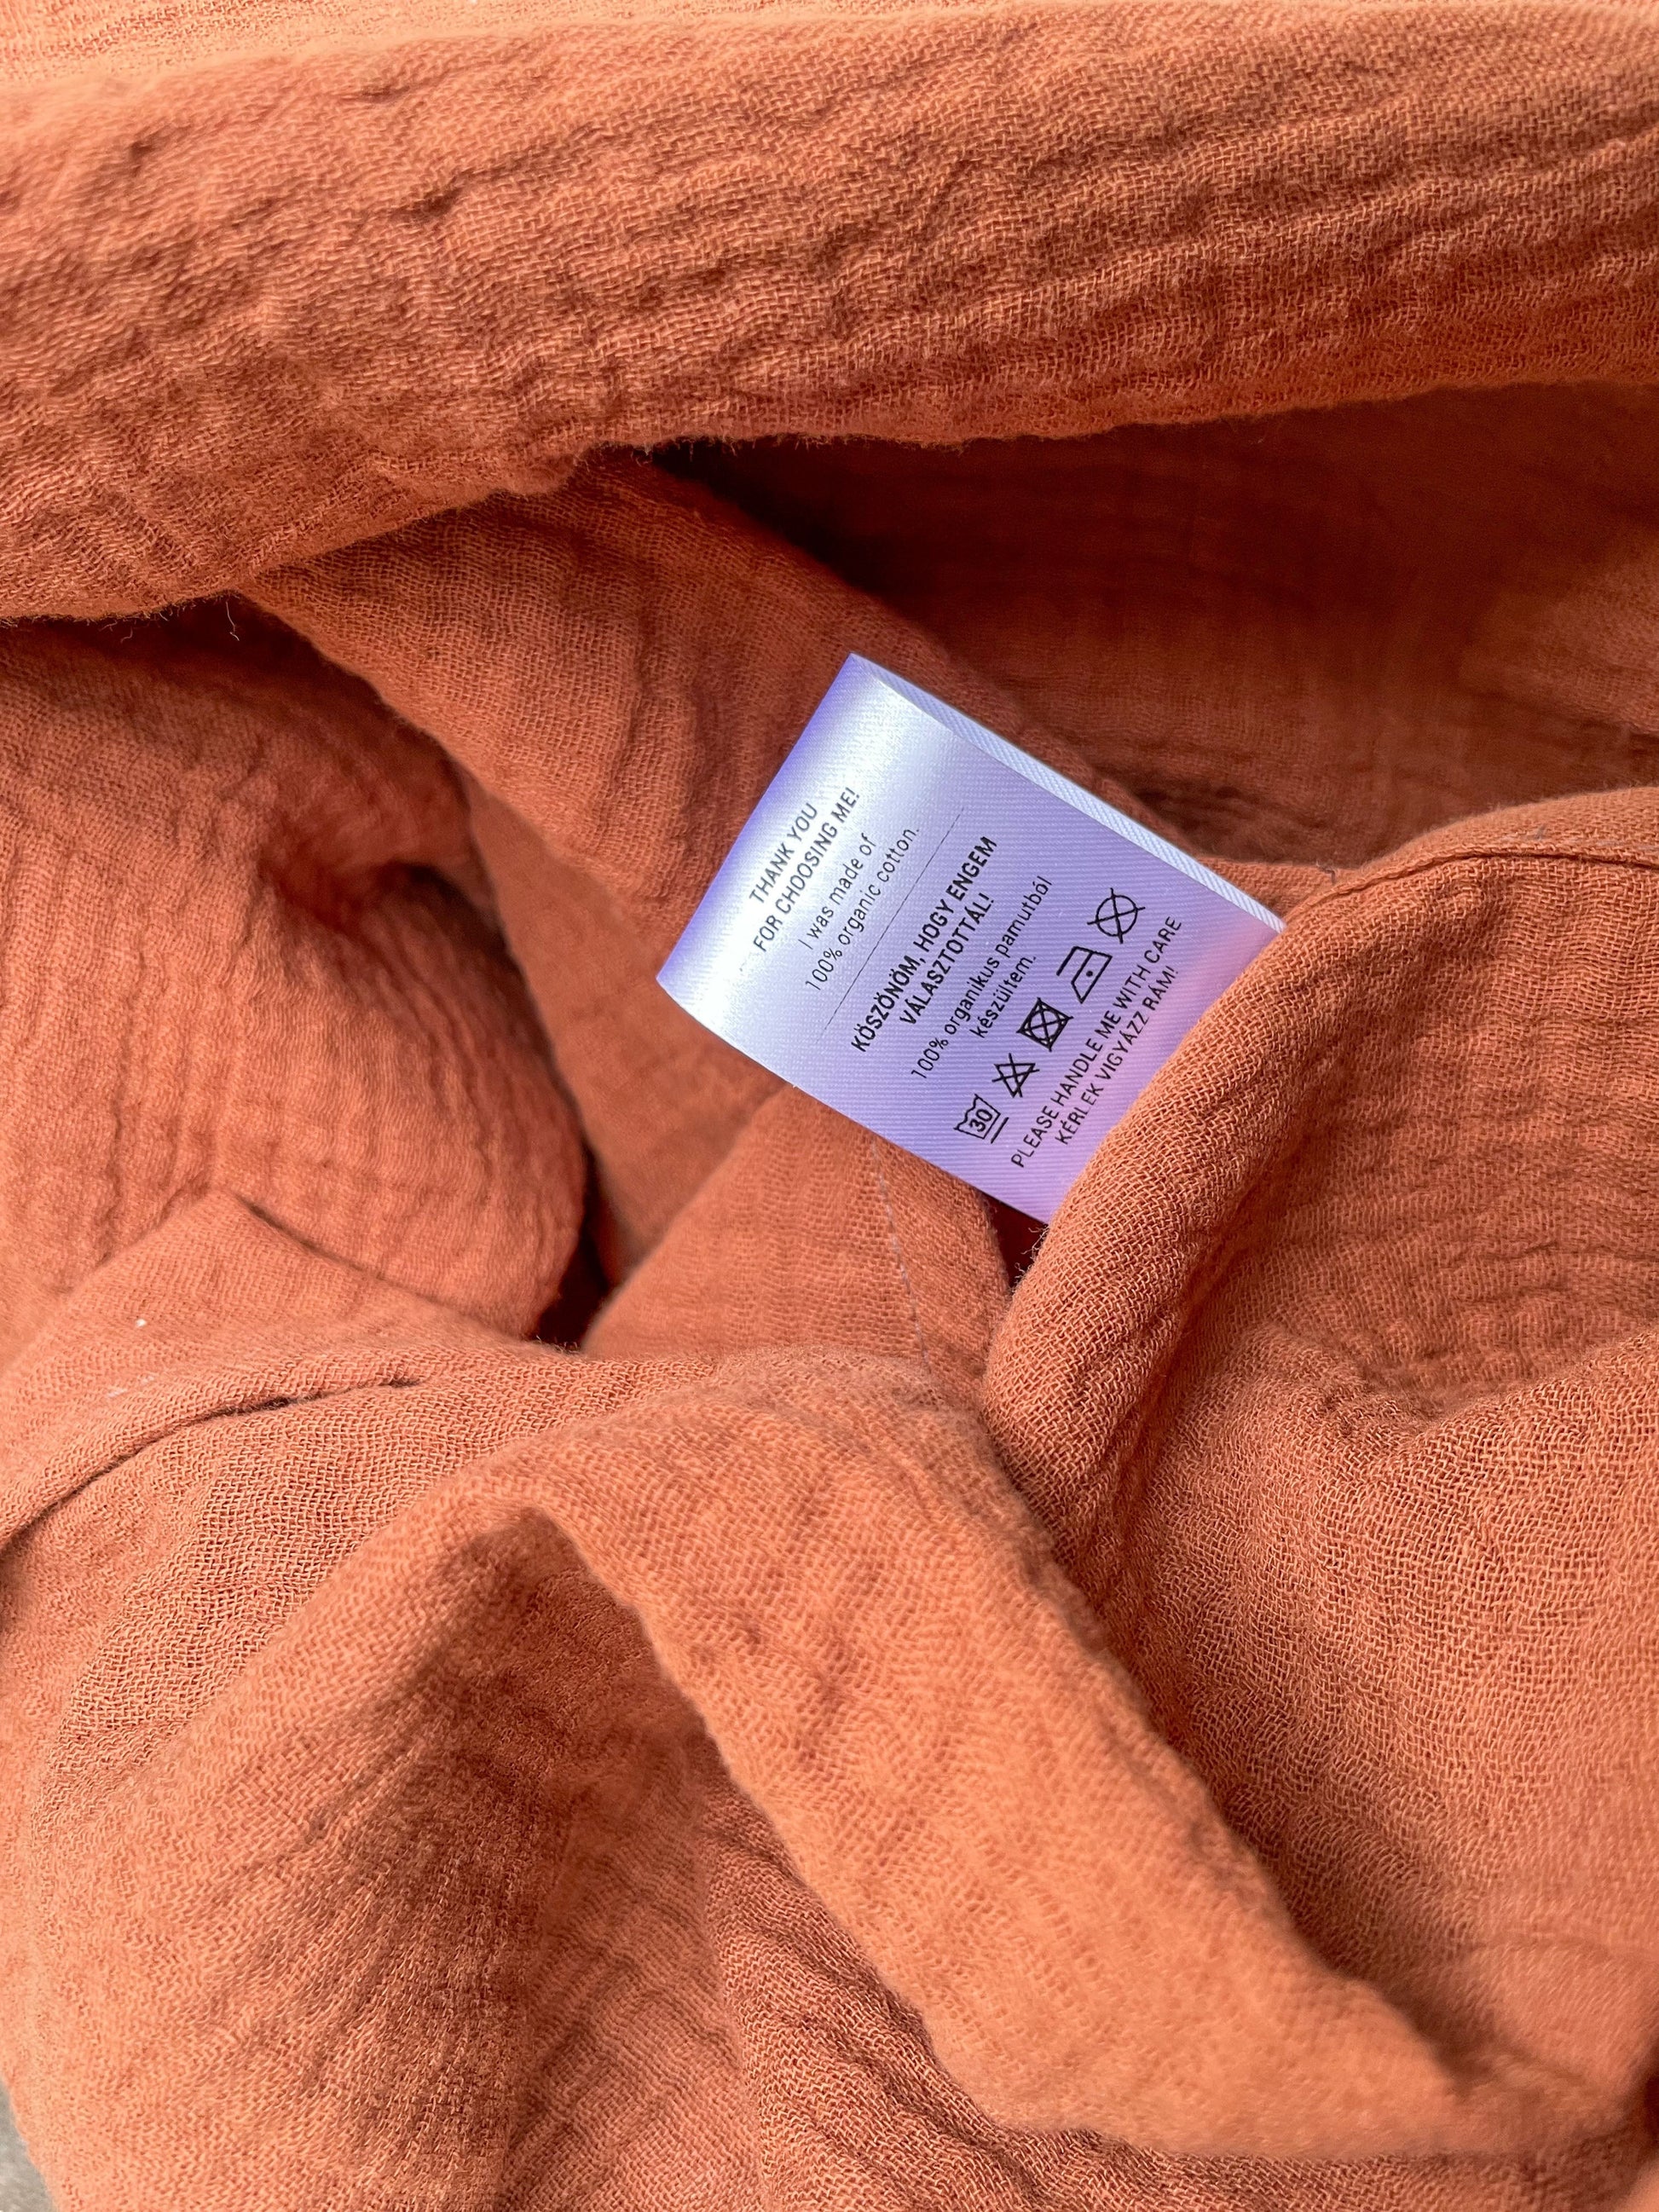 THANK YOU
FOR CHOOSING ME!
I was made of
100% organic cotton.
KÖSZÖNÖM, HOGY ENGEM
VÁLASZTOTTÁL!
100% organikus pamutból
készültem.
30
PLEASE HANDLE ME WITH CARE
KÉRLEK VIGYÁZZ RÁM!